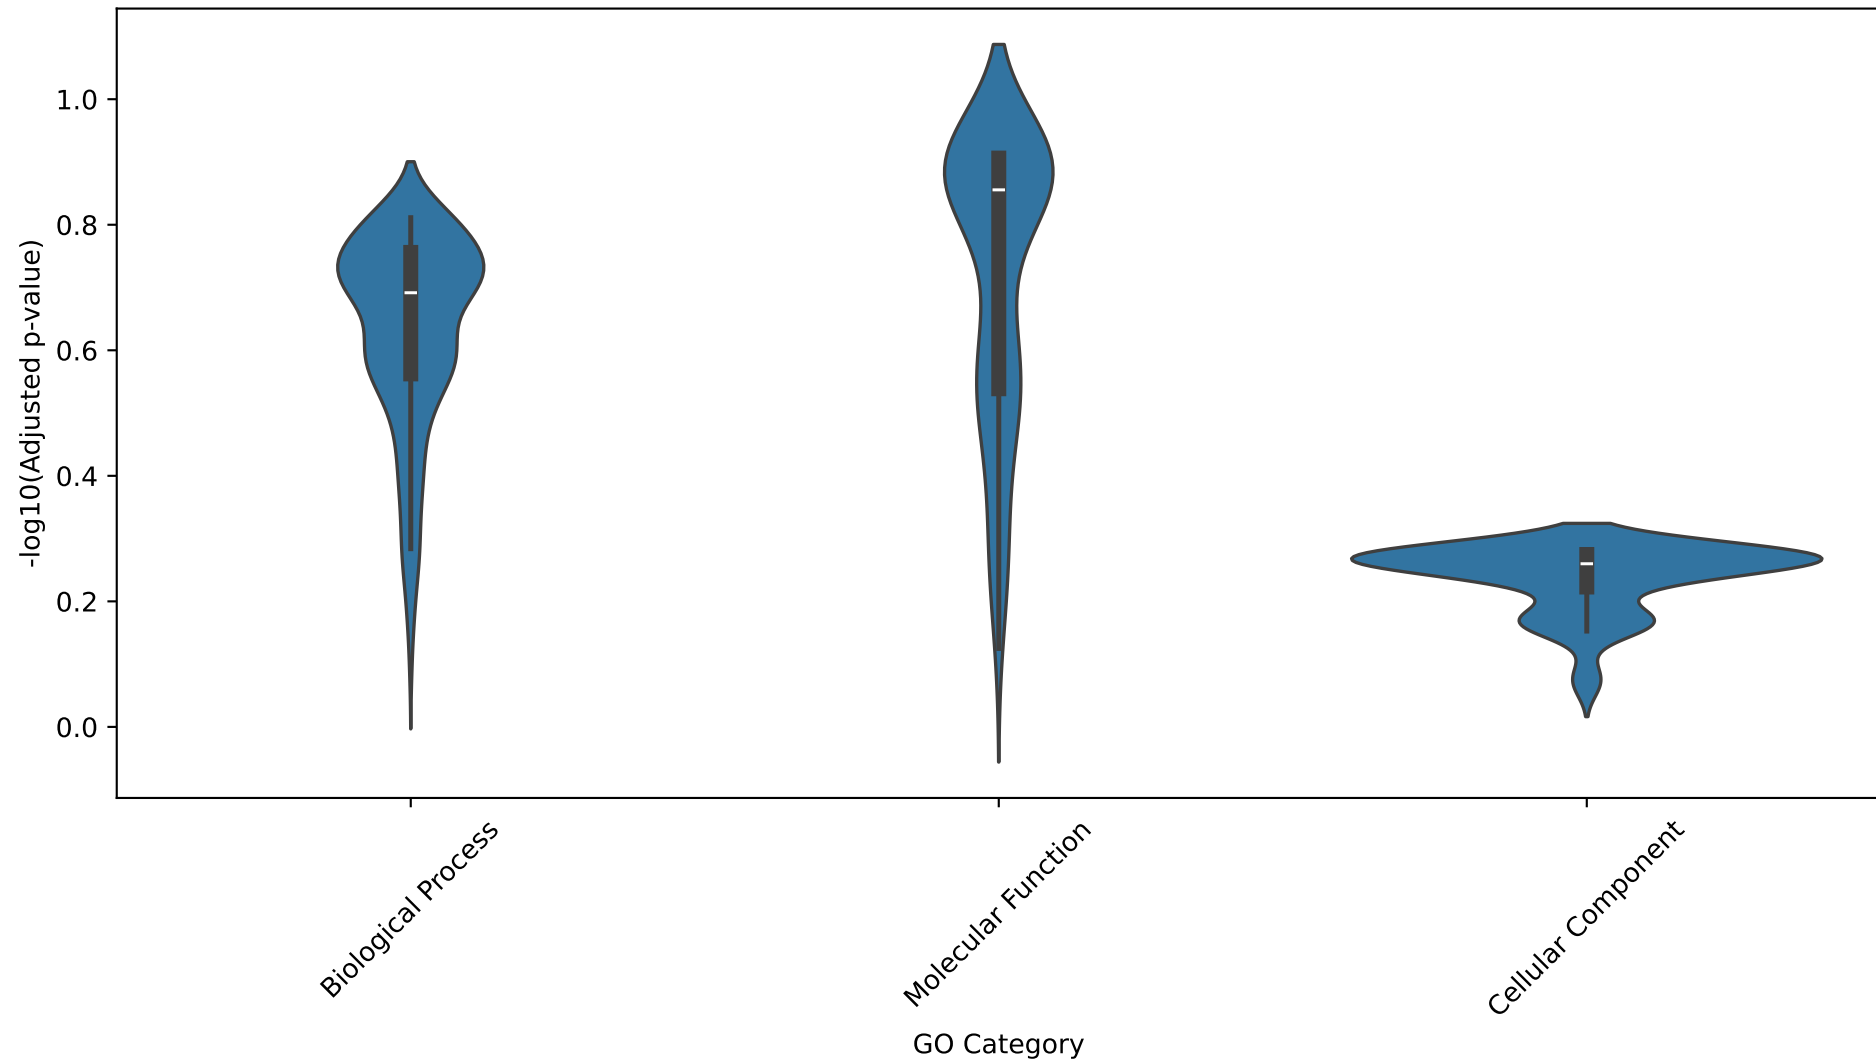 -log10(Adjusted p-value)
1.0
0.8
0.6
0.4
0.2
0.0
Biological Process
Molecular Function
Cellular Component
GO Category